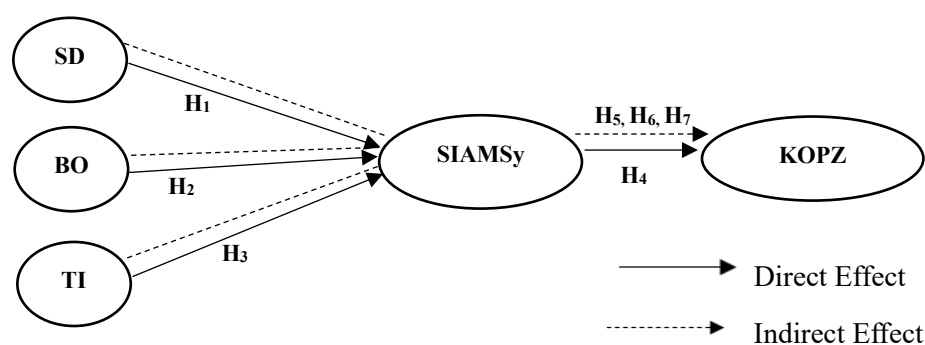 SD
H1
H5, H6, H7
BO
SIAMSy
KOPZ
H2
H4
H3
TI
Direct Effect
Indirect Effect